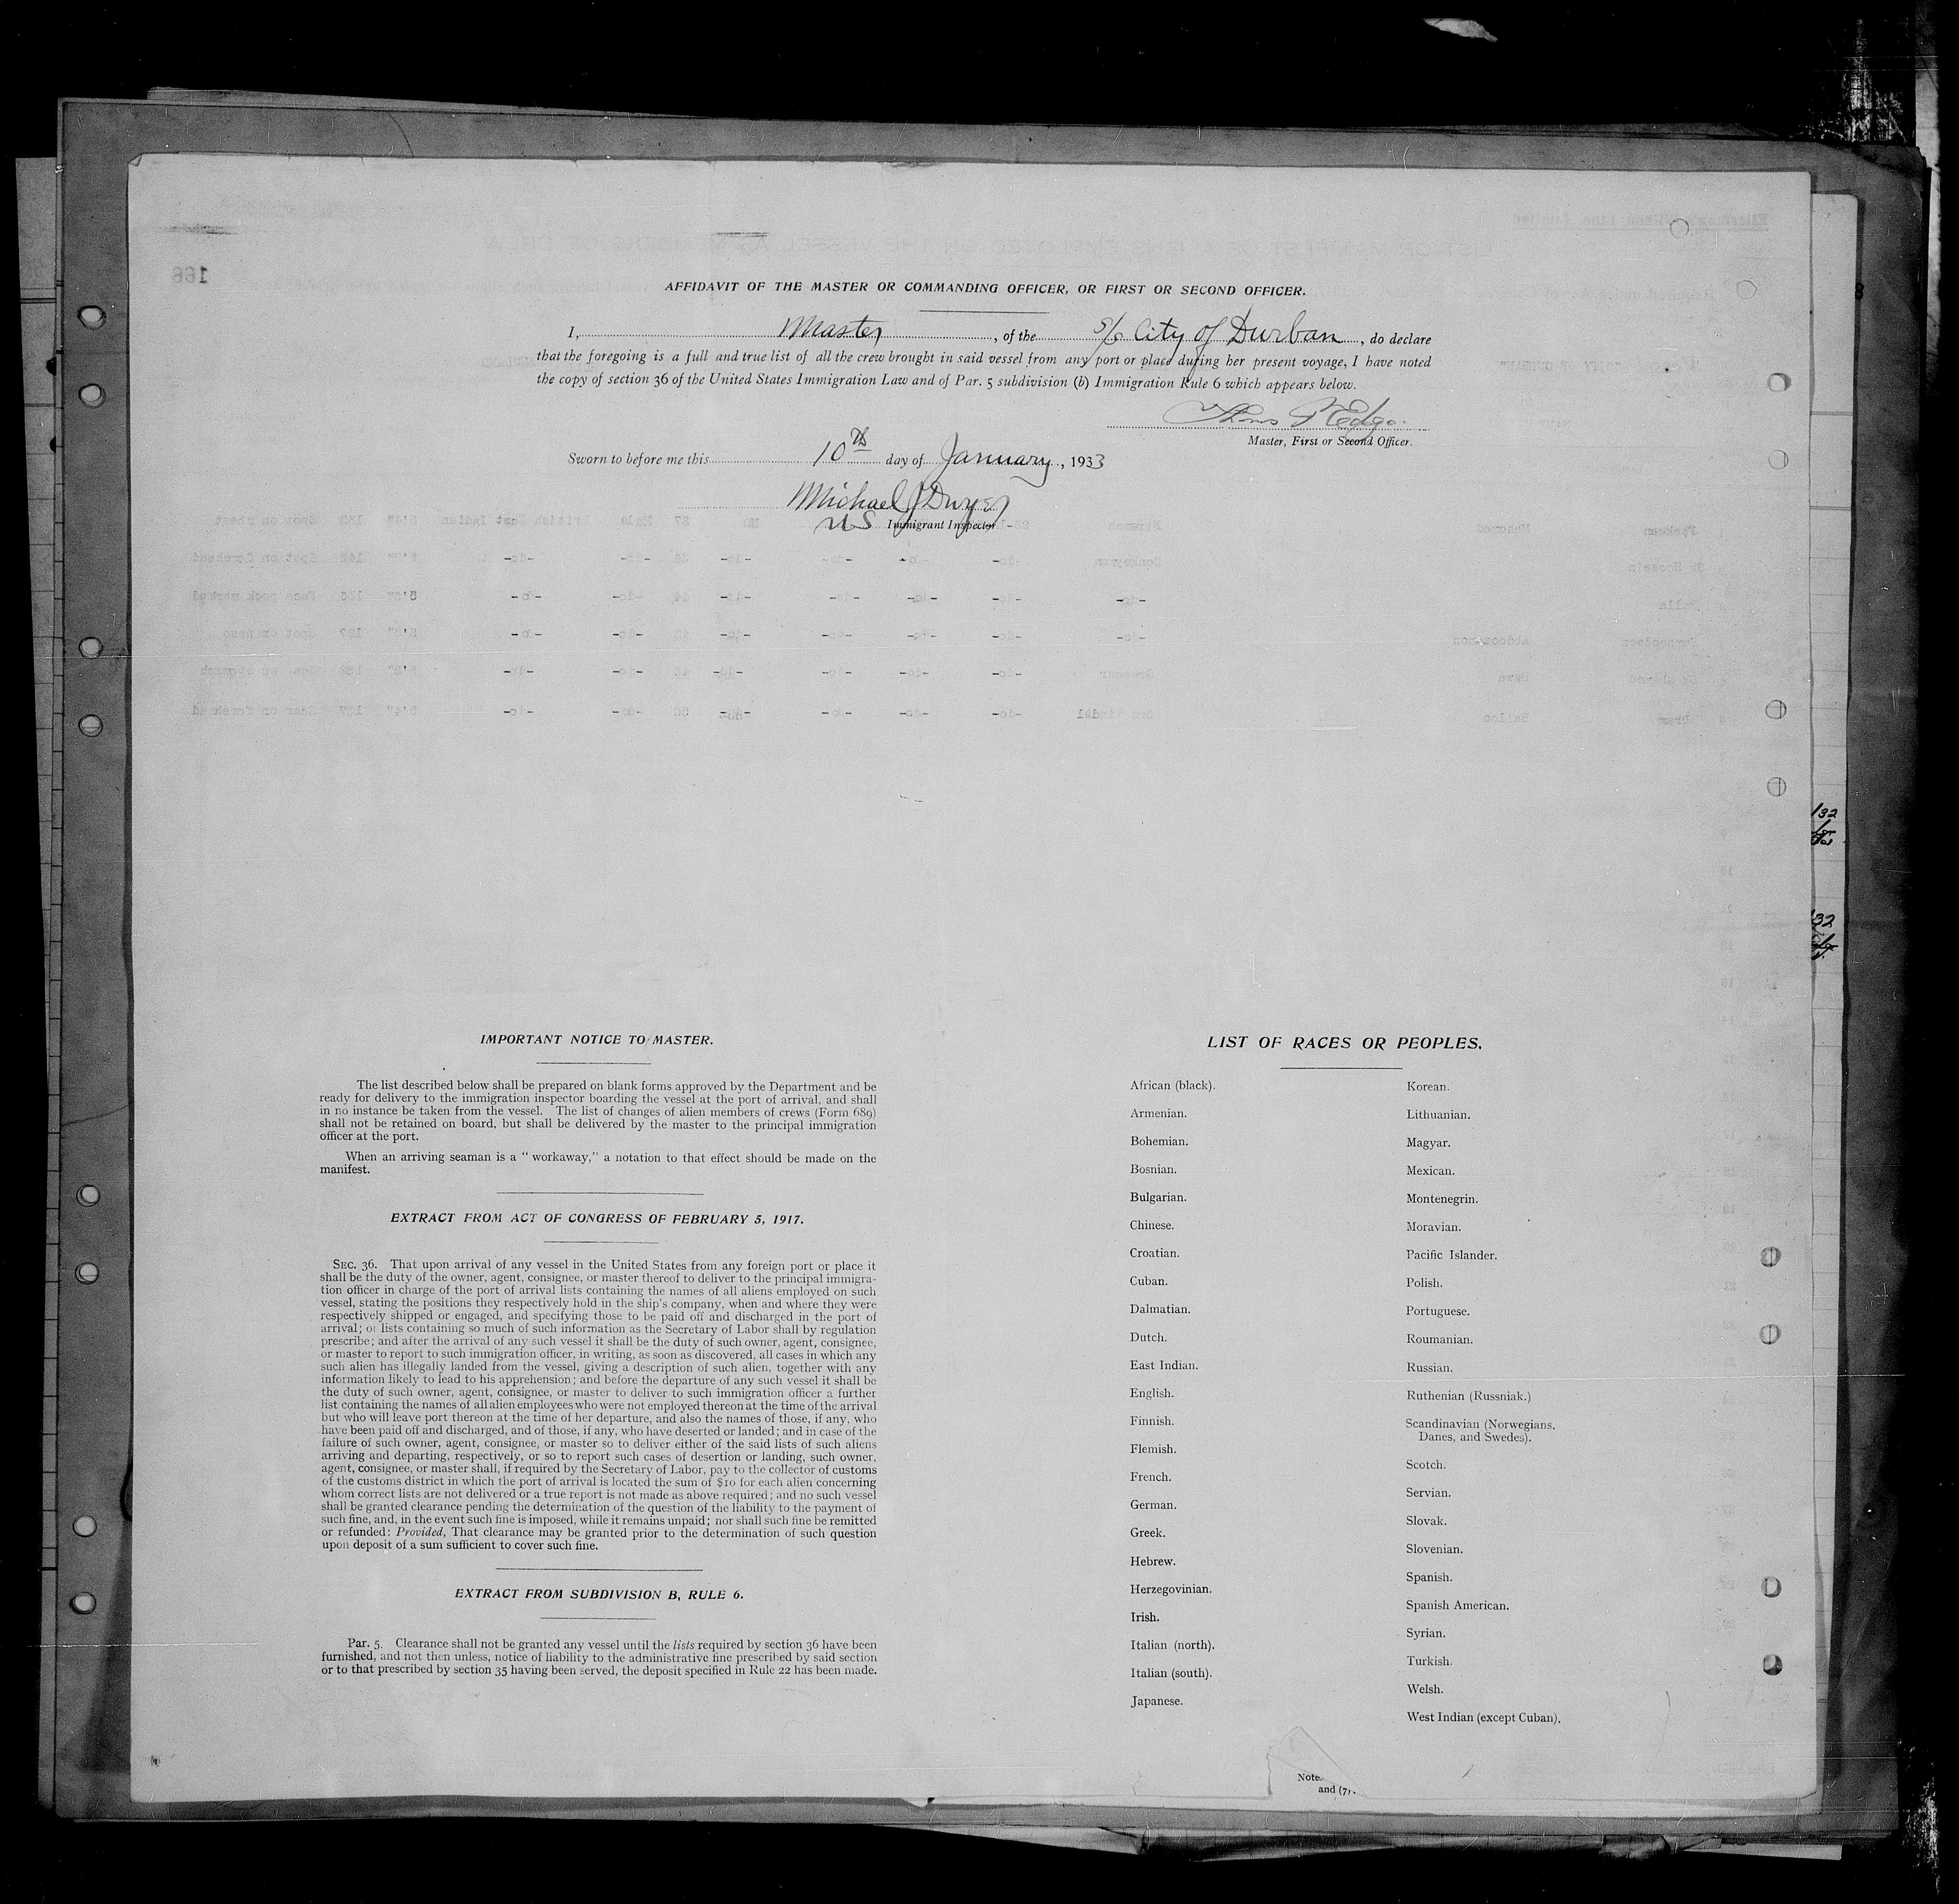 AFFIDAVIT OF THE MASTER OR COMMANDING OFFICER, OR FIRST OR SECOND OFFICER.
I, Master, of the S/S City of Durban, do declare
that the foregoing is a full and true list of all the crew brought in said vessel from any port or place during her present voyage, I have noted
the copy of section 36 of the United States Immigration Law and of Par. 5 subdivision (b) Immigration Rule 6 which appears below.
Master, First or Second Officer.
Sworn to before me this 10th day of January, 1933
Michael J Dwyer
US Immigrant Inspector
IMPORTANT NOTICE TO MASTER.
The list described below shall be prepared on blank forms approved by the Department and be
ready for delivery to the immigration inspector boarding the vessel at the port of arrival, and shall
in no instance be taken from the vessel. The list of changes of alien members of crews (Form 689)
shall not be retained on board, but shall be delivered by the master to the principal immigration
officer at the port.
When an arriving seaman is a " workaway," a notation to that effect should be made on the
manifest.
EXTRACT FROM ACT OF CONGRESS OF FEBRUARY 5, 1917.
SEC. 36. That upon arrival of any vessel in the United States from any foreign port or place it
shall be the duty of the owner, agent, consignee, or master thereof to deliver to the principal immigra-
tion officer in charge of the port of arrival lists containing the names of all aliens employed on such
vessel, stating the positions they respectively hold in the ship's company, when and where they were
respectively shipped or engaged, and specifying those to be paid off and discharged in the port of
arrival; or lists containing so much of such information as the Secretary of Labor shall by regulation
prescribe; and after the arrival of any such vessel it shall be the duty of such owner, agent, consignee,
or master to report to such immigration officer, in writing, as soon as discovered, all cases in which any
such alien has illegally landed from the vessel, giving a description of such alien, together with any
information likely to lead to his apprehension; and before the departure of any such vessel it shall be
the duty of such owner, agent, consignee, or master to deliver to such immigration officer a further
list containing the names of all alien employees who were not employed thereon at the time of the arrival
but who will leave port thereon at the time of her departure, and also the names of those, if any, who
have been paid off and discharged, and of those, if any, who have deserted or landed; and in case of the
failure of such owner, agent, consignee, or master so to deliver either of the said lists of such aliens
arriving and departing, respectively, or so to report such cases of desertion or landing, such owner,
agent, consignee, or master shall, if required by the Secretary of Labor, pay to the collector of customs
of the customs district in which the port of arrival is located the sum of $10 for each alien concerning
whom correct lists are not delivered or a true report is not made as above required; and no such vessel
shall be granted clearance pending the determination of the question of the liability to the payment of
such fine, and, in the event such fine is imposed, while it remains unpaid; nor shall such fine be remitted
or refunded: Provided, That clearance may be granted prior to the determination of such question
upon deposit of a sum sufficient to cover such fine.
EXTRACT FROM SUBDIVISION B, RULE 6.
Par. 5. Clearance shall not be granted any vessel until the lists required by section 36 have been
furnished, and not then unless, notice of liability to the administrative fine prescribed by said section
or to that prescribed by section 35 having been served, the deposit specified in Rule 22 has been made.
LIST OF RACES OR PEOPLES.
African (black).
Armenian.
Bohemian.
Bosnian.
Bulgarian.
Chinese.
Croatian.
Cuban.
Dalmatian.
Dutch.
East Indian.
English.
Finnish.
Flemish.
French.
German.
Greek.
Hebrew.
Herzegovinian.
Irish.
Italian (north).
Italian (south).
Japanese.
Korean.
Lithuanian.
Magyar.
Mexican.
Montenegrin.
Moravian.
Pacific Islander.
Polish.
Portuguese.
Roumanian.
Russian.
Ruthenian (Russniak.)
Scandinavian (Norwegians,
Danes, and Swedes).
Scotch.
Servian.
Slovak.
Slovenian.
Spanish.
Spanish American.
Syrian.
Turkish.
Welsh.
West Indian (except Cuban),
Note.
and (7).